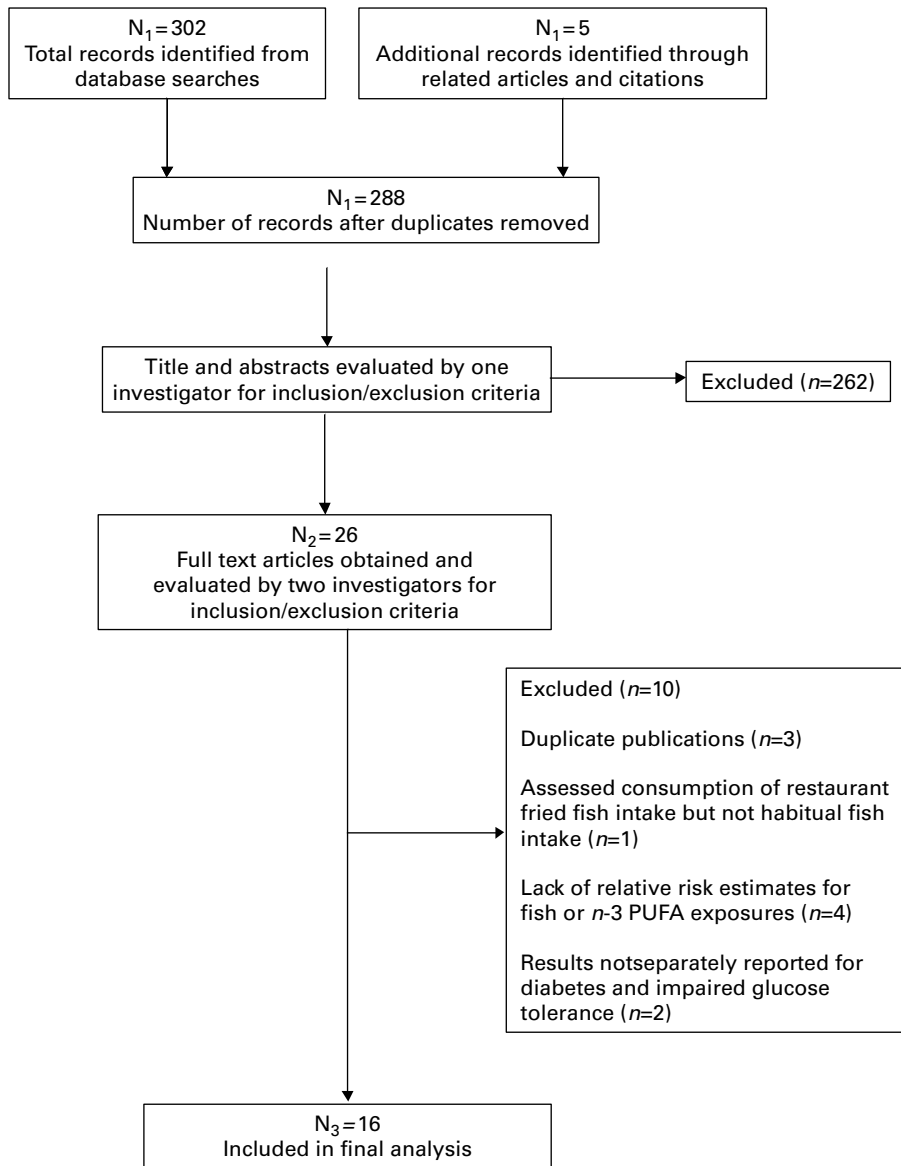 N₁=302
Total records identified from
database searches
N₁=5
Additional records identified through
related articles and citations
N₁=288
Number of records after duplicates removed
Title and abstracts evaluated by one
investigator for inclusion/exclusion criteria
Excluded (n=262)
N₂=26
Full text articles obtained and
evaluated by two investigators for
inclusion/exclusion criteria
Excluded (n=10)
Duplicate publications (n=3)
Assessed consumption of restaurant
fried fish intake but not habitual fish
intake (n=1)
Lack of relative risk estimates for
fish or n-3 PUFA exposures (n=4)
Results notseparately reported for
diabetes and impaired glucose
tolerance (n=2)
N₃=16
Included in final analysis